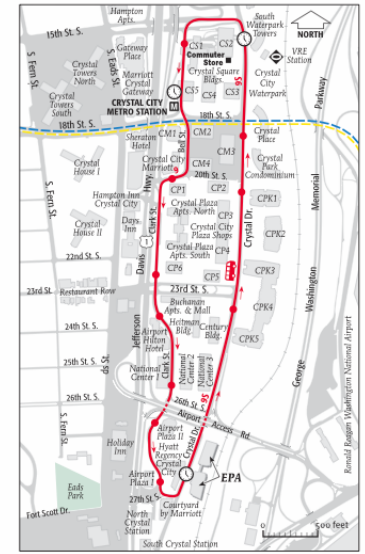 Hampton
Apts.
15th St. S.
South
Waterpark
Towers
NORTH
S. Fern St.
S. Eads St.
Gateway
Place
CS1
CS2
Commuter
Store
VRE
Station
Crystal
Towers
North
Marriott
Crystal
Gateway
Crystal Square
Bldgs.
9S
Crystal
City
Waterpark
Parkway
CS5
CS4
CS3
Crystal
Towers
South
CRYSTAL CITY
METRO STATION
M
18th St. S.
18th St. S.
Sheraton
Hotel
CM1
Bell St.
CM2
Crystal
Place
CM3
Crystal
House I
Crystal City
Marriott
CM4
20th St. S.
Crystal
Park
Condominium
Hwy.
9
CP1
CP2
Memorial
S. Fern St.
Hampton Inn
Crystal City
Crystal Plaza
Apts. North
PK1
Crystal
House II
Days
Inn
Clark St.
CP3
Crystal City
Plaza Shops
Crystal Dr.
CPK2
1
22nd St. S.
Crystal Plaza
Apts. South
CP4
Davis
CP6
CP5
CPK3
Washington
23rd St.
Restaurant Row
23rd St. S.
Buchanan
Apts. & Mall
CPK4
24th St. S.
Jefferson
Airport
Hilton
Hotel
Heitman
Bldg.
Century
Bldg.
CPK5
25th St. S.
National
Center 1
Clark St.
National
Center 2
National
Center 3
George
Ronald Reagan Washington National Airport
26th St. S.
9S
26th St. S.
Airport
Access Rd
S. Fern St.
Holiday
Inn
Airport
Plaza II
Hyatt
Regency
Crystal
City
Crystal Dr.
Airport
Plaza I
EPA
Eads
Park
27th St. S
Fort Scott Dr.
North
Crystal
Station
Courtyard
by Marriott
0
500 feet
South Crystal Station